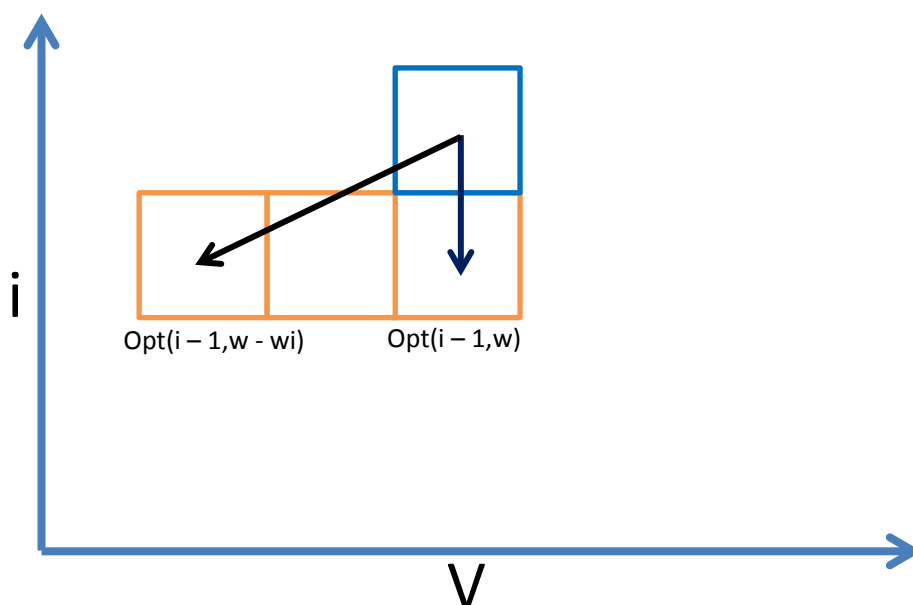 i
Opt(i – 1,w - wi)
Opt(i – 1,w)
V